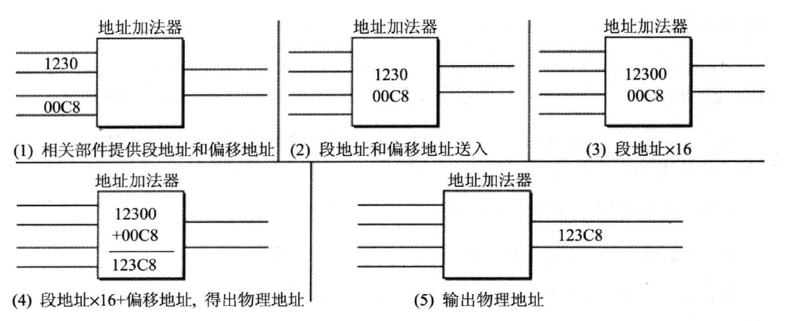 地址加法器
1230
00C8
(1) 相关部件提供段地址和偏移地址
地址加法器
1230
00C8
(2) 段地址和偏移地址送入
地址加法器
12300
00C8
(3) 段地址×16
地址加法器
12300
+00C8
123C8
(4) 段地址×16+偏移地址, 得出物理地址
地址加法器
123C8
(5) 输出物理地址